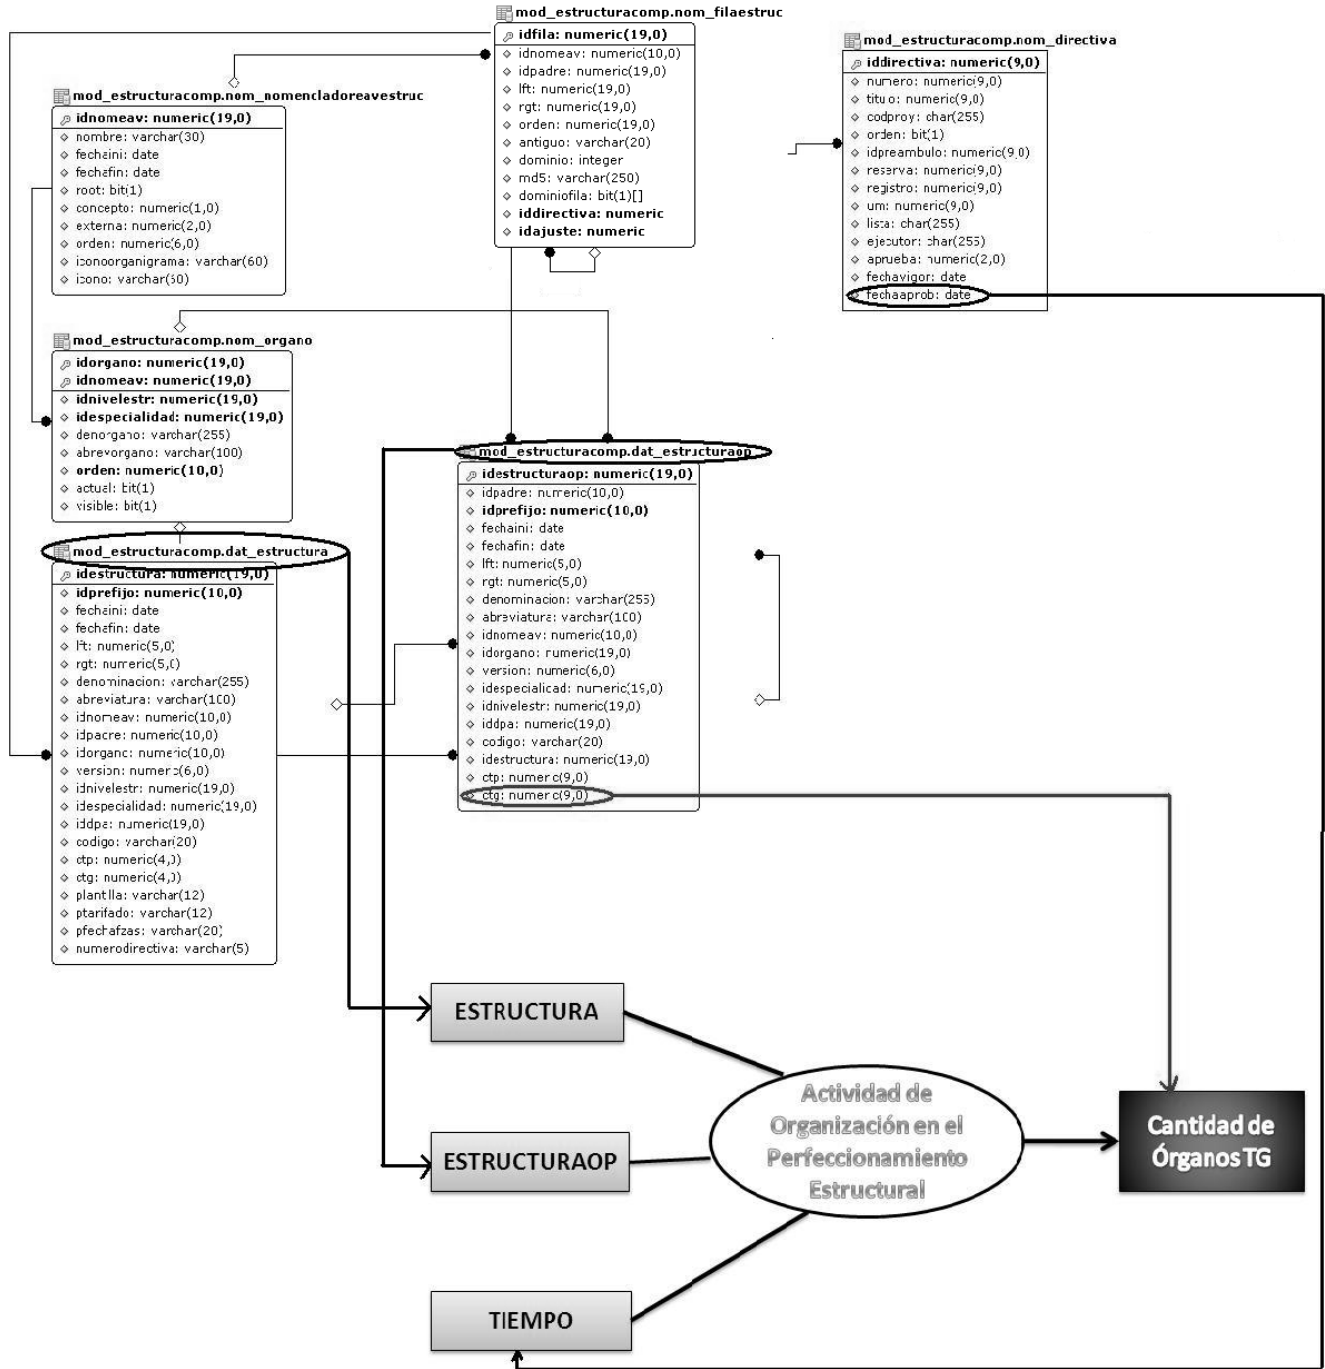 mod_estructuracomp.nom_filaestruc
idfila: numeric(19,0)
idnomeav: numeric(10,0)
idpadre: numeric(19,0)
lft: numeric(19,0)
rgt: numeric(19,0)
orden: numeric(19,0)
antiguo: varchar(20)
dominio: integer
md5: varchar(250)
dominiofila: bit(1)[]
iddirectiva: numeric
idajuste: numeric
mod_estructuracomp.nom_directiva
iddirectiva: numeric(9,0)
numero: numeric(9,0)
titulo: numeric(9,0)
codproy: char(255)
orden: bit(1)
idpreambulo: numeric(9,0)
reserva: numeric(9,0)
registro: numeric(9,0)
um: numeric(9,0)
lista: char(255)
ejecutor: char(255)
aprueba: numeric(2,0)
fechavigor: date
fechaaprob: date
mod_estructuracomp.nom_nomencladoreavestruc
idnomeav: numeric(19,0)
nombre: varchar(30)
fechaini: date
fechafin: date
root: bit(1)
concepto: numeric(1,0)
externa: numeric(2,0)
orden: numeric(6,0)
iconoorganigrama: varchar(60)
icono: varchar(60)
mod_estructuracomp.nom_organo
idorgano: numeric(19,0)
idnomeav: numeric(19,0)
idnivelestr: numeric(19,0)
idespecialidad: numeric(19,0)
denorgano: varchar(255)
abrevorgano: varchar(100)
orden: numeric(10,0)
actual: bit(1)
visible: bit(1)
mod_estructuracomp.dat_estructuraop
idestructuraop: numeric(19,0)
idpadre: numeric(10,0)
idprefijo: numeric(10,0)
fechaini: date
fechafin: date
lft: numeric(5,0)
rgt: numeric(5,0)
denominacion: varchar(255)
abreviatura: varchar(100)
idnomeav: numeric(10,0)
idorgano: numeric(19,0)
version: numeric(6,0)
idespecialidad: numeric(19,0)
idnivelestr: numeric(19,0)
iddpa: numeric(19,0)
codigo: varchar(20)
idestructura: numeric(19,0)
ctp: numeric(9,0)
ctg: numeric(9,0)
mod_estructuracomp.dat_estructura
idestructura: numeric(19,0)
idprefijo: numeric(10,0)
fechaini: date
fechafin: date
lft: numeric(5,0)
rgt: numeric(5,0)
denominacion: varchar(255)
abreviatura: varchar(100)
idnomeav: numeric(10,0)
idpadre: numeric(10,0)
idorgano: numeric(10,0)
version: numeric(6,0)
idnivelestr: numeric(19,0)
idespecialidad: numeric(19,0)
iddpa: numeric(19,0)
codigo: varchar(20)
ctp: numeric(4,0)
ctg: numeric(4,0)
plantilla: varchar(12)
ptarifado: varchar(12)
pfechafzas: varchar(20)
numerodirectiva: varchar(5)
ESTRUCTURA
ESTRUCTURAOP
TIEMPO
Actividad de
Organización en el
Perfeccionamiento
Estructural
Cantidad de
Órganos TG